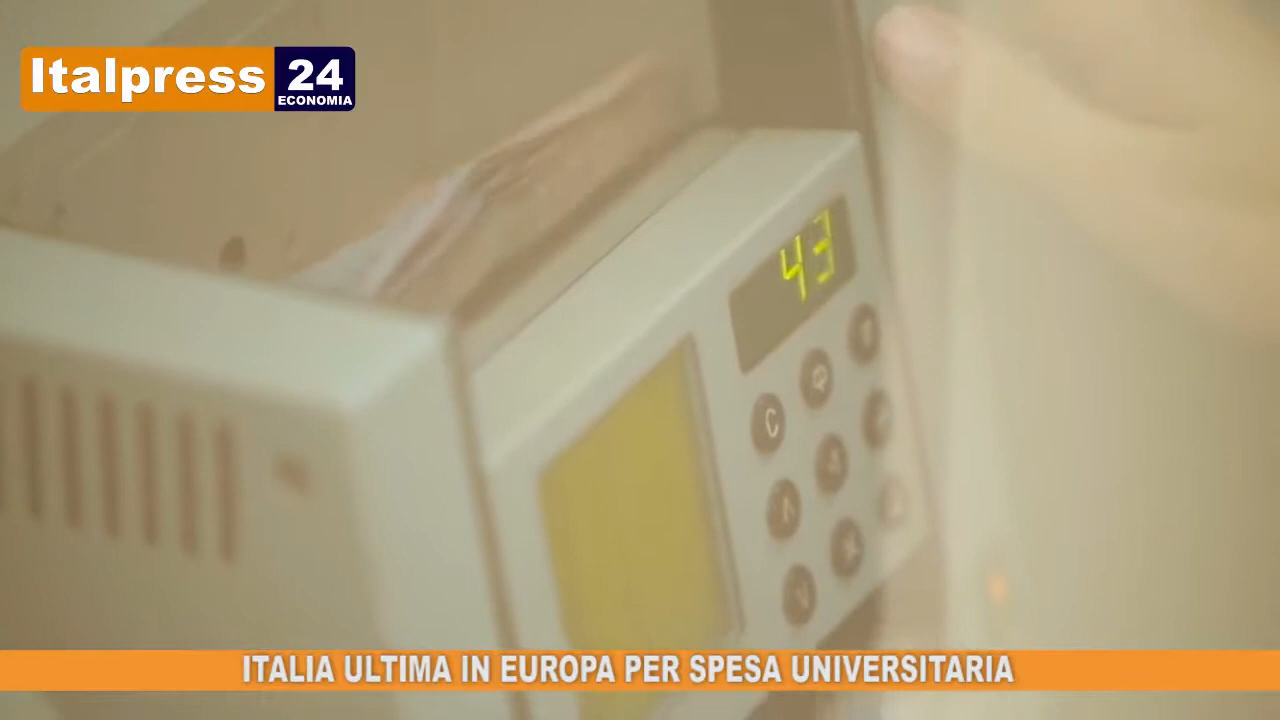 Italpress
24
ECONOMIA
43
C
ITALIA ULTIMA IN EUROPA PER SPESA UNIVERSITARIA